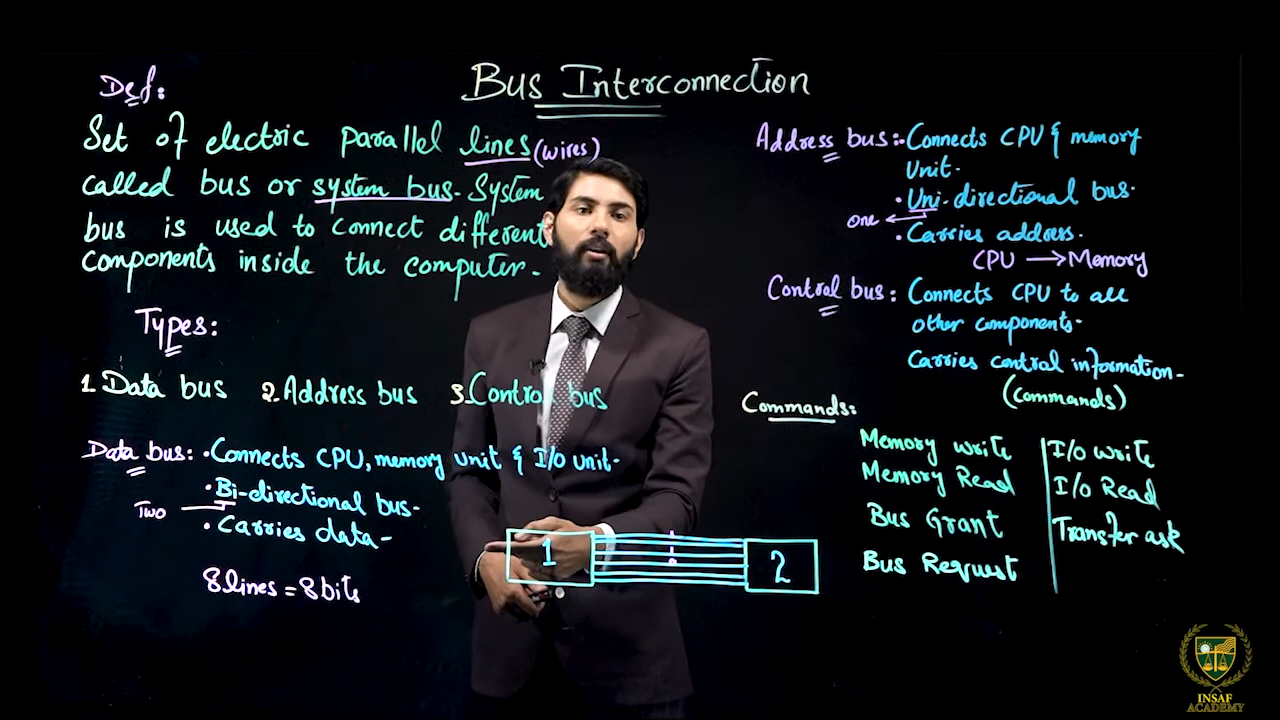 Bus Interconnection
Def:
Set of electric parallel lines (wires)
called bus or system bus. System
bus is used to connect different
components inside the computer.
Types:
1. Data bus 2. Address bus 3. Control bus
Data bus: • Connects CPU, memory unit & I/O unit.
• Bi-directional bus.
Two
• Carries data.
8 lines = 8 bits
1
2
Address bus: • Connects CPU & memory
Unit.
• Uni-directional bus.
one
• Carries address.
CPU → Memory
Control bus: Connects CPU to all
other components.
Carries control information.
(commands)
Commands:
Memory write I/o write
Memory Read I/o Read
Bus Grant Transfer ask
Bus Request
INSAF
ACADEMY